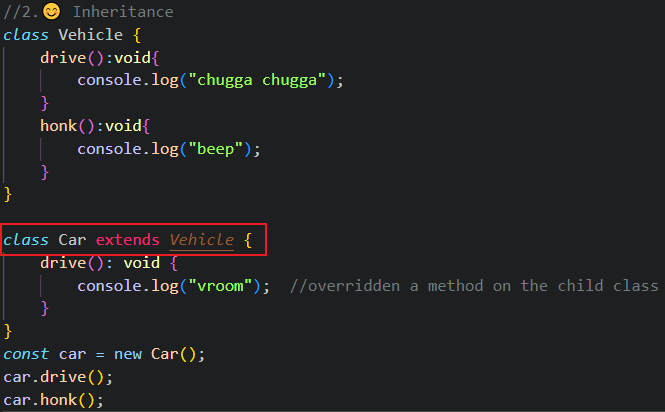 //2.😊 Inheritance
class Vehicle {
    drive():void{
        console.log("chugga chugga");
    }
    honk():void{
        console.log("beep");
    }
}

class Car extends Vehicle {
    drive(): void {
        console.log("vroom");  //overridden a method on the child class
    }
}
const car = new Car();
car.drive();
car.honk();